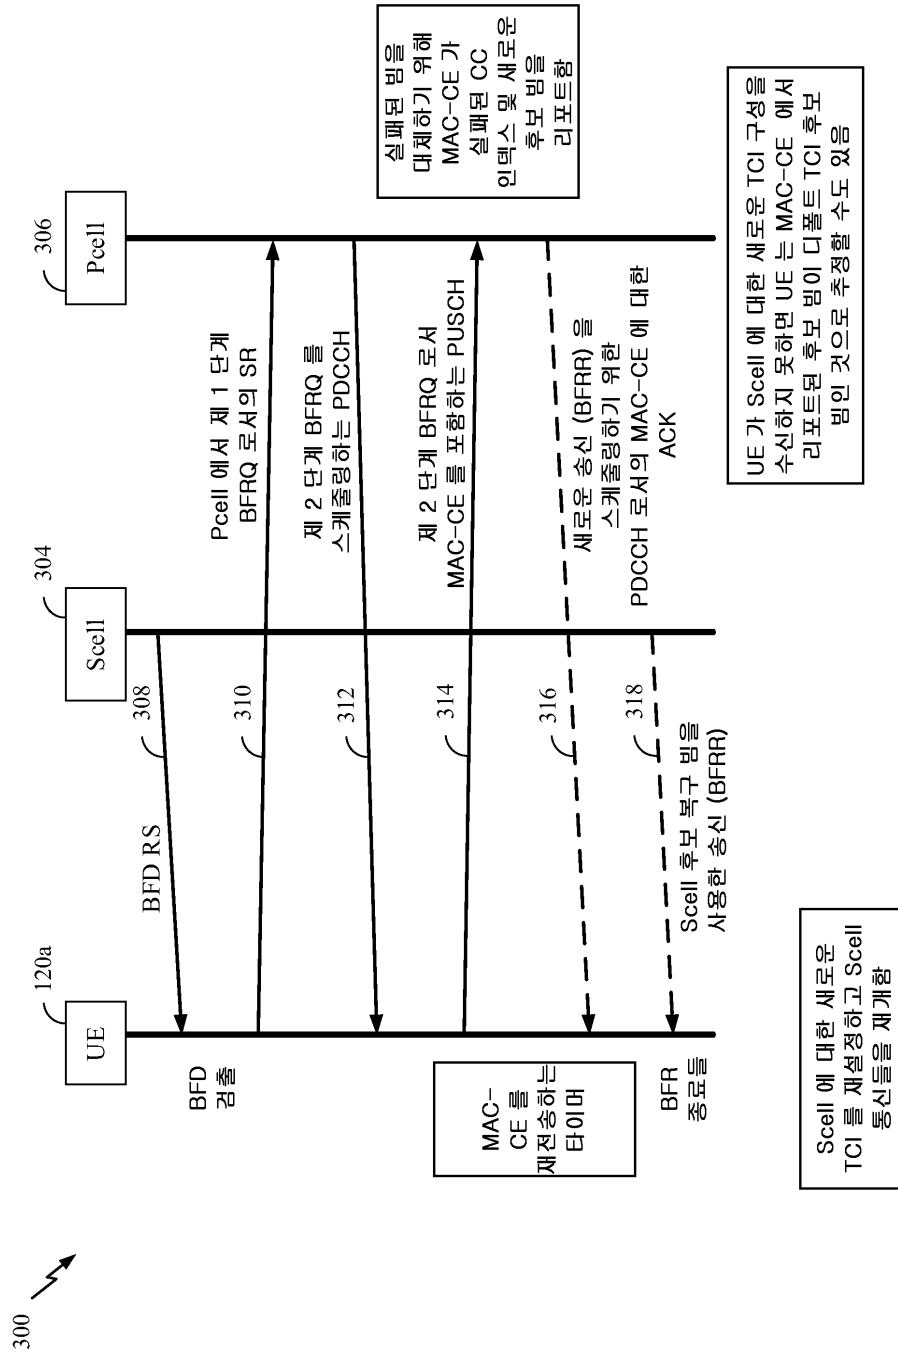 300
120a
UE
304
Scell
306
Pcell
BFD RS
308
BFD
검출
310
Pcell 에서 제 1 단계
BFRQ 로서의 SR
312
제 2 단계 BFRQ 를
스케줄링하는 PDCCH
314
제 2 단계 BFRQ 로서
MAC-CE 를 포함하는 PUSCH
실패된 빔을
대체하기 위해
MAC-CE 가
실패된 CC
인덱스 및 새로운
후보 빔을
리포트함
MAC-
CE 를
재전송하는
타이머
316
새로운 송신 (BFRR) 을
스케줄링하기 위한
PDCCH 로서의 MAC-CE 에 대한
ACK
318
Scell 후보 복구 빔을
사용한 송신 (BFRR)
BFR
종료들
Scell 에 대한 새로운
TCI 를 재설정하고 Scell
통신들을 재개함
UE 가 Scell 에 대한 새로운 TCI 구성을
수신하지 못하면 UE 는 MAC-CE 에서
리포트된 후보 빔이 디폴트 TCI 후보
빔인 것으로 추정할 수도 있음